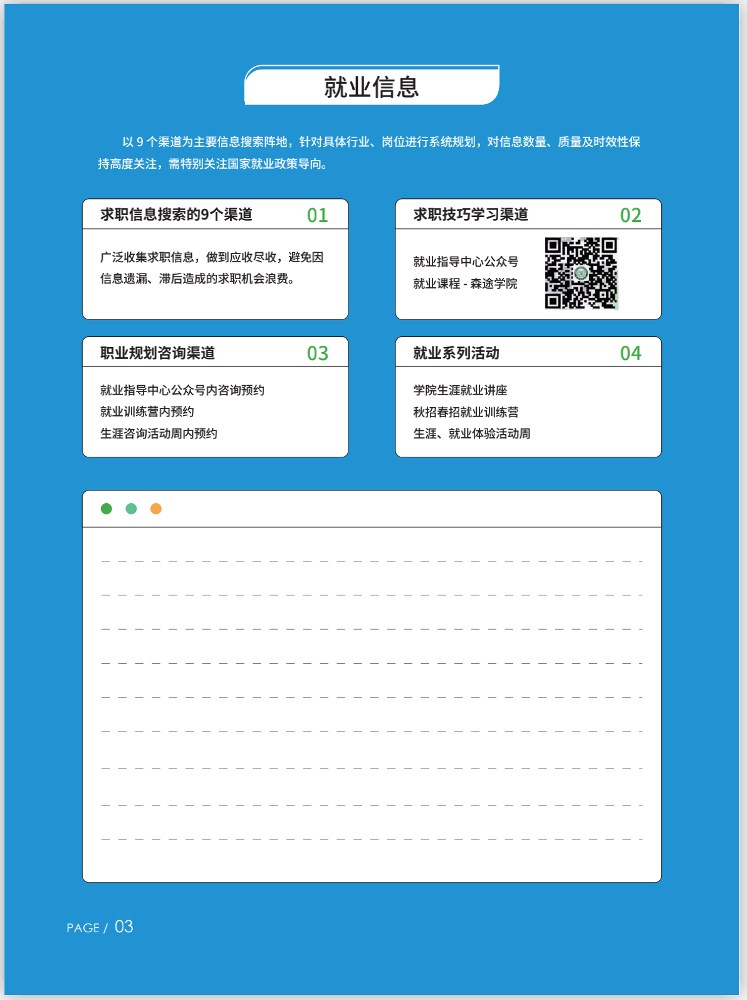 就业信息
以 9 个渠道为主要信息搜索阵地，针对具体行业、岗位进行系统规划，对信息数量、质量及时效性保
持高度关注，需特别关注国家就业政策导向。
求职信息搜索的9个渠道 01
广泛收集求职信息，做到应收尽收，避免因
信息遗漏、滞后造成的求职机会浪费。
求职技巧学习渠道 02
就业指导中心公众号
就业课程 - 森途学院
职业规划咨询渠道 03
就业指导中心公众号内咨询预约
就业训练营内预约
生涯咨询活动周内预约
就业系列活动 04
学院生涯就业讲座
秋招春招就业训练营
生涯、就业体验活动周
PAGE / 03